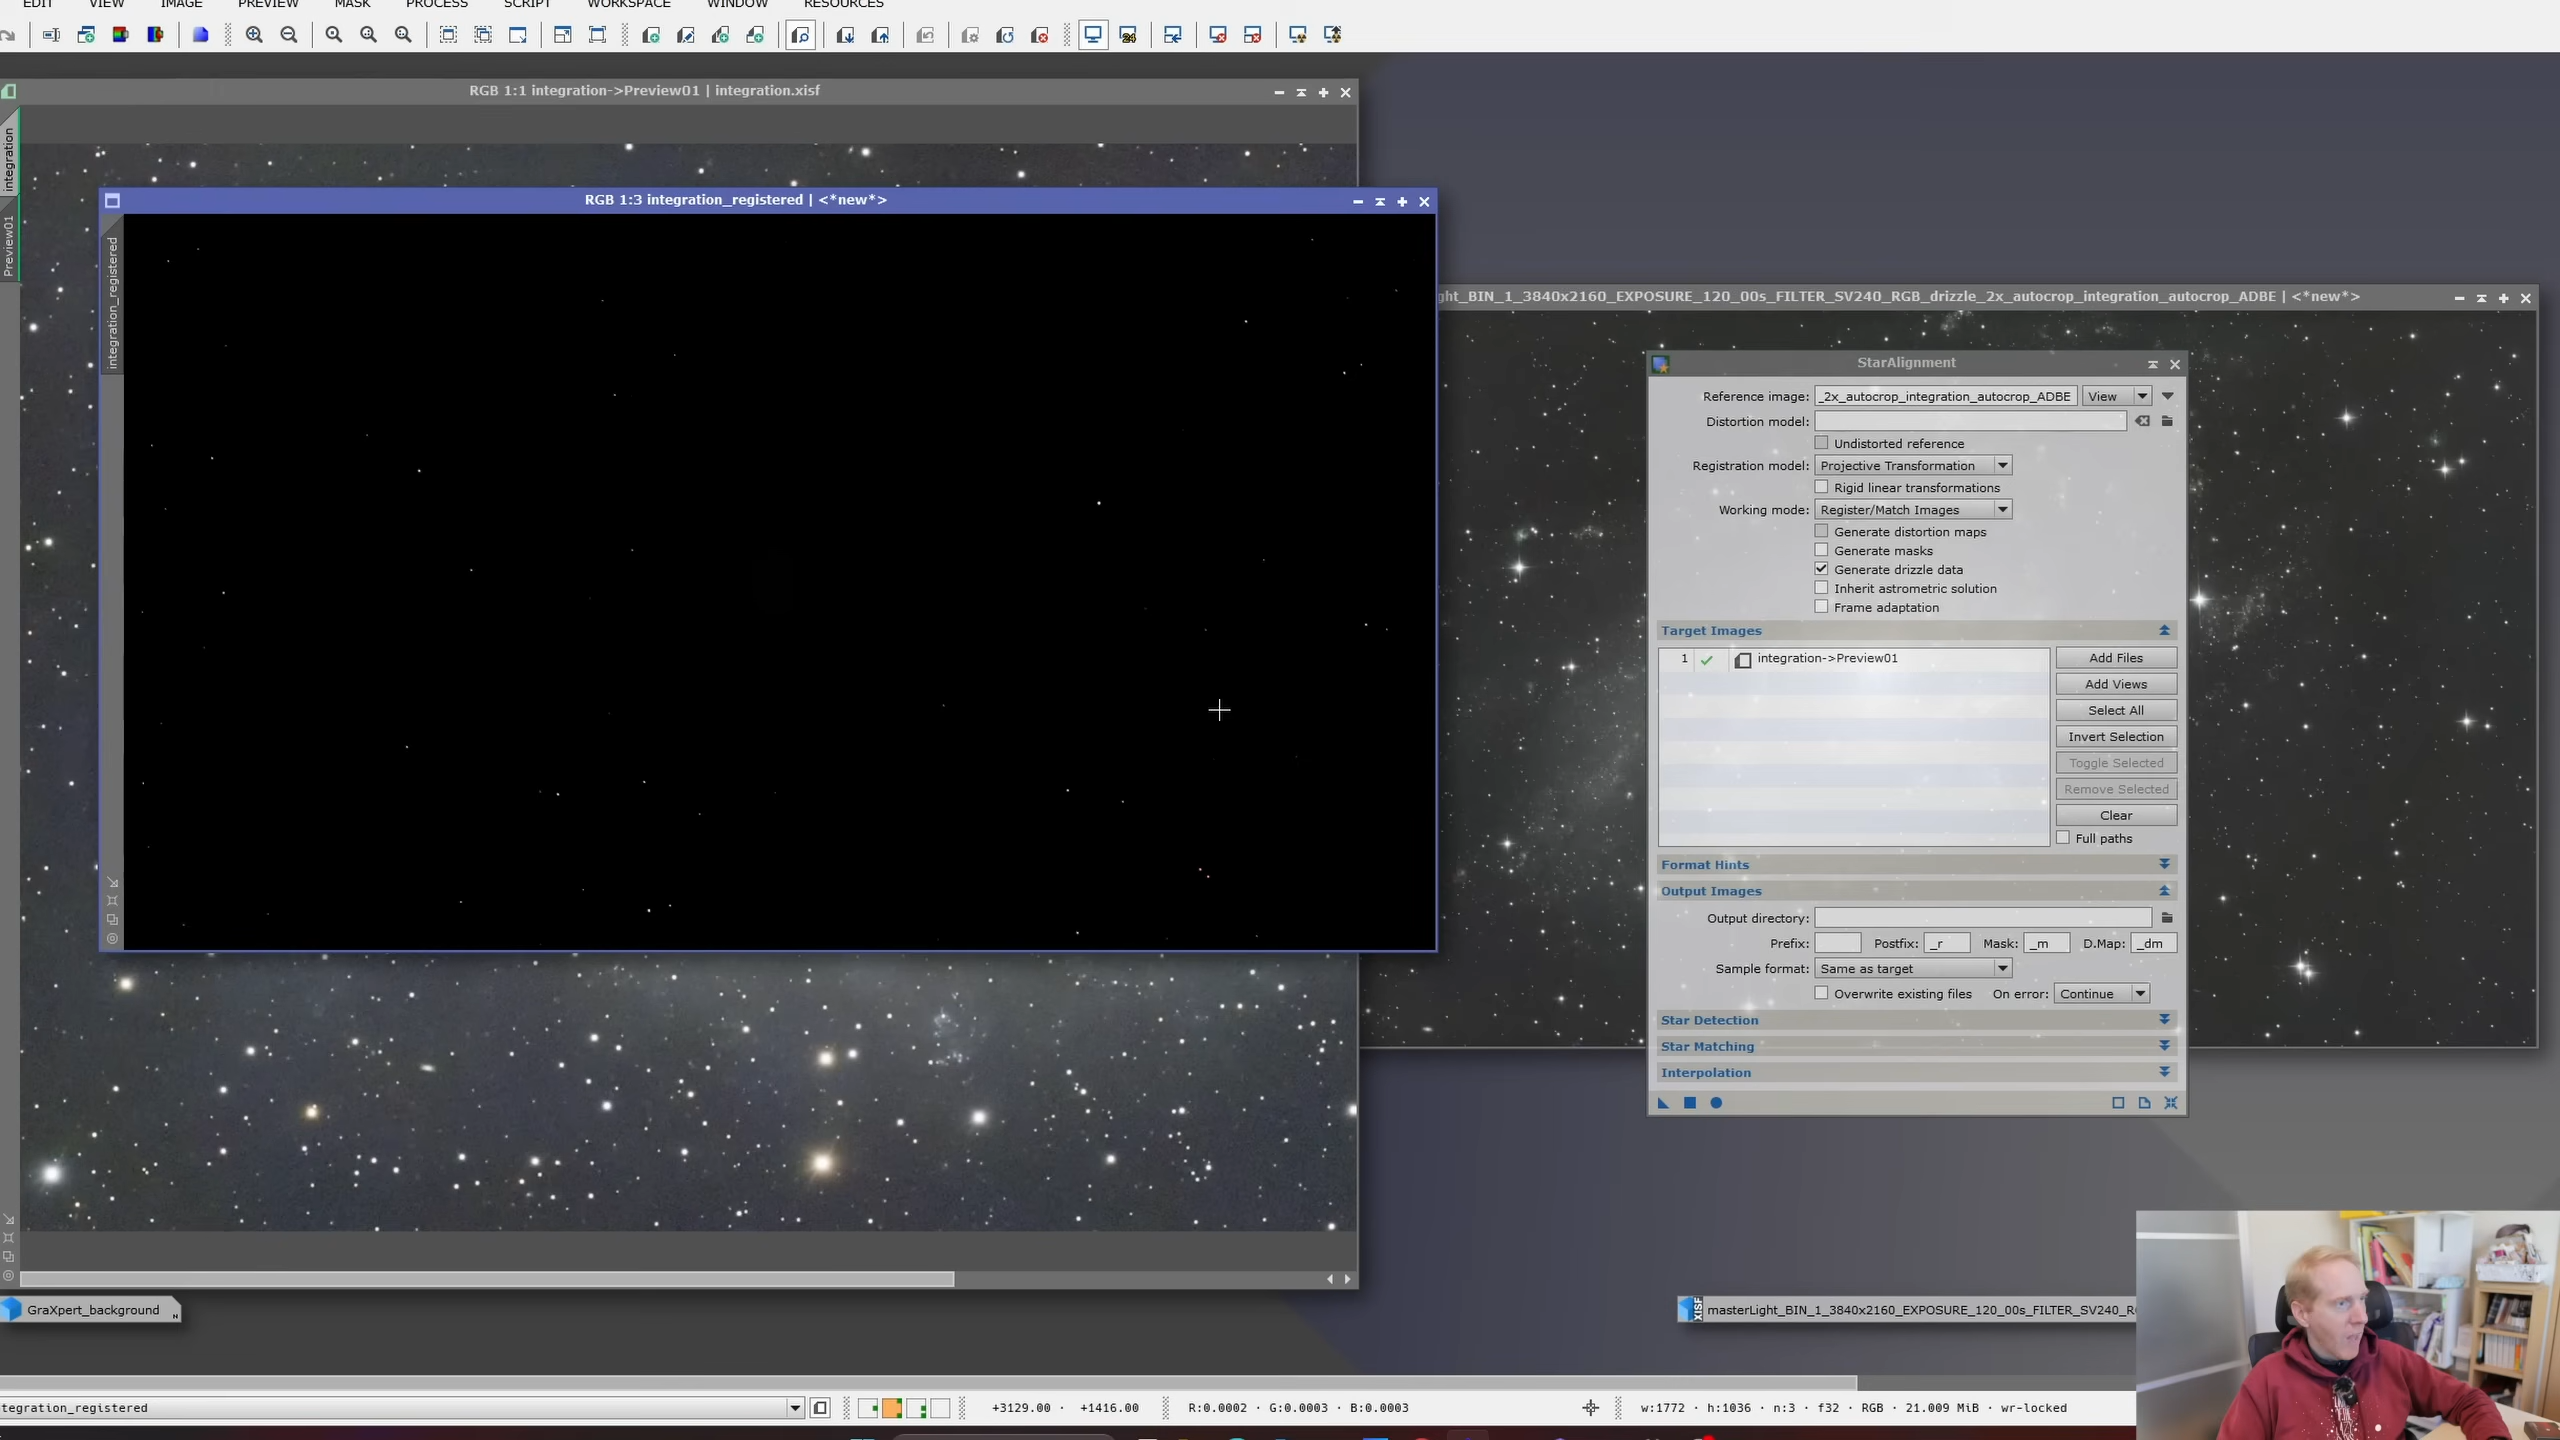 EDIT VIEW IMAGE PREVIEW MASK PROCESS SCRIPT WORKSPACE WINDOW RESOURCES
24
RGB 1:1 integration->Preview01 | integration.xisf
integration
Preview01
RGB 1:3 integration_registered | <*new*>
integration_registered
ght_BIN_1_3840x2160_EXPOSURE_120_00s_FILTER_SV240_RGB_drizzle_2x_autocrop_integration_autocrop_ADBE | <*new*>
StarAlignment
Reference image: _2x_autocrop_integration_autocrop_ADBE View
Distortion model:
Undistorted reference
Registration model: Projective Transformation
Rigid linear transformations
Working mode: Register/Match Images
Generate distortion maps
Generate masks
Generate drizzle data
Inherit astrometric solution
Frame adaptation
Target Images
1 integration->Preview01
Add Files
Add Views
Select All
Invert Selection
Toggle Selected
Remove Selected
Clear
Full paths
Format Hints
Output Images
Output directory:
Prefix: Postfix: _r Mask: _m D.Map: _dm
Sample format: Same as target
Overwrite existing files On error: Continue
Star Detection
Star Matching
Interpolation
GraXpert_background
XISF
masterLight_BIN_1_3840x2160_EXPOSURE_120_00s_FILTER_SV240_R
tegration_registered
+3129.00 · +1416.00
R:0.0002 · G:0.0003 · B:0.0003
w:1772 · h:1036 · n:3 · f32 · RGB · 21.009 MiB · wr-locked